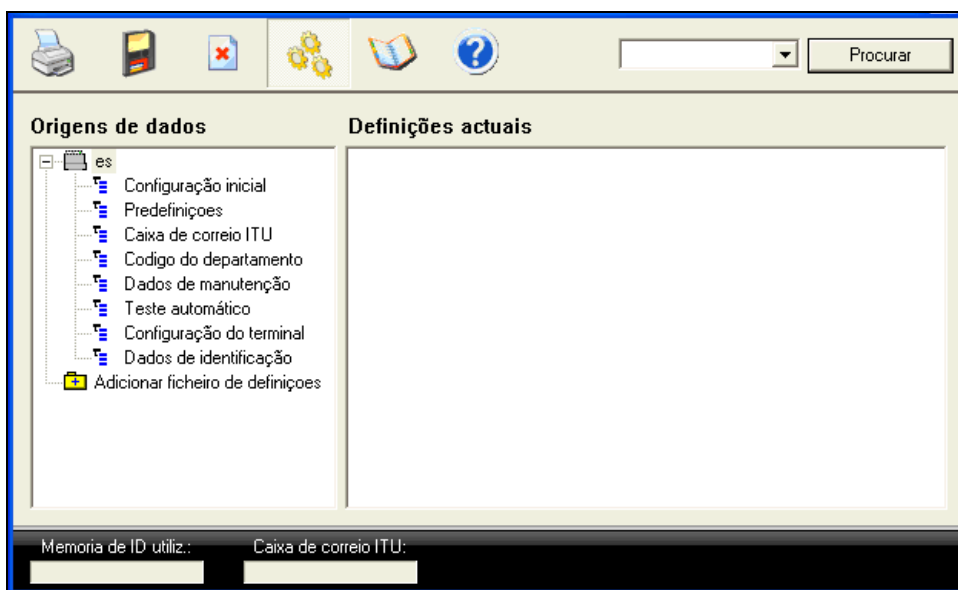 Procurar
Origens de dados
Definições actuais
es
Configuração inicial
Predefiniçoes
Caixa de correio ITU
Codigo do departamento
Dados de manutenção
Teste automático
Configuração do terminal
Dados de identificação
Adicionar ficheiro de definiçoes
Memoria de ID utiliz.: Caixa de correio ITU: